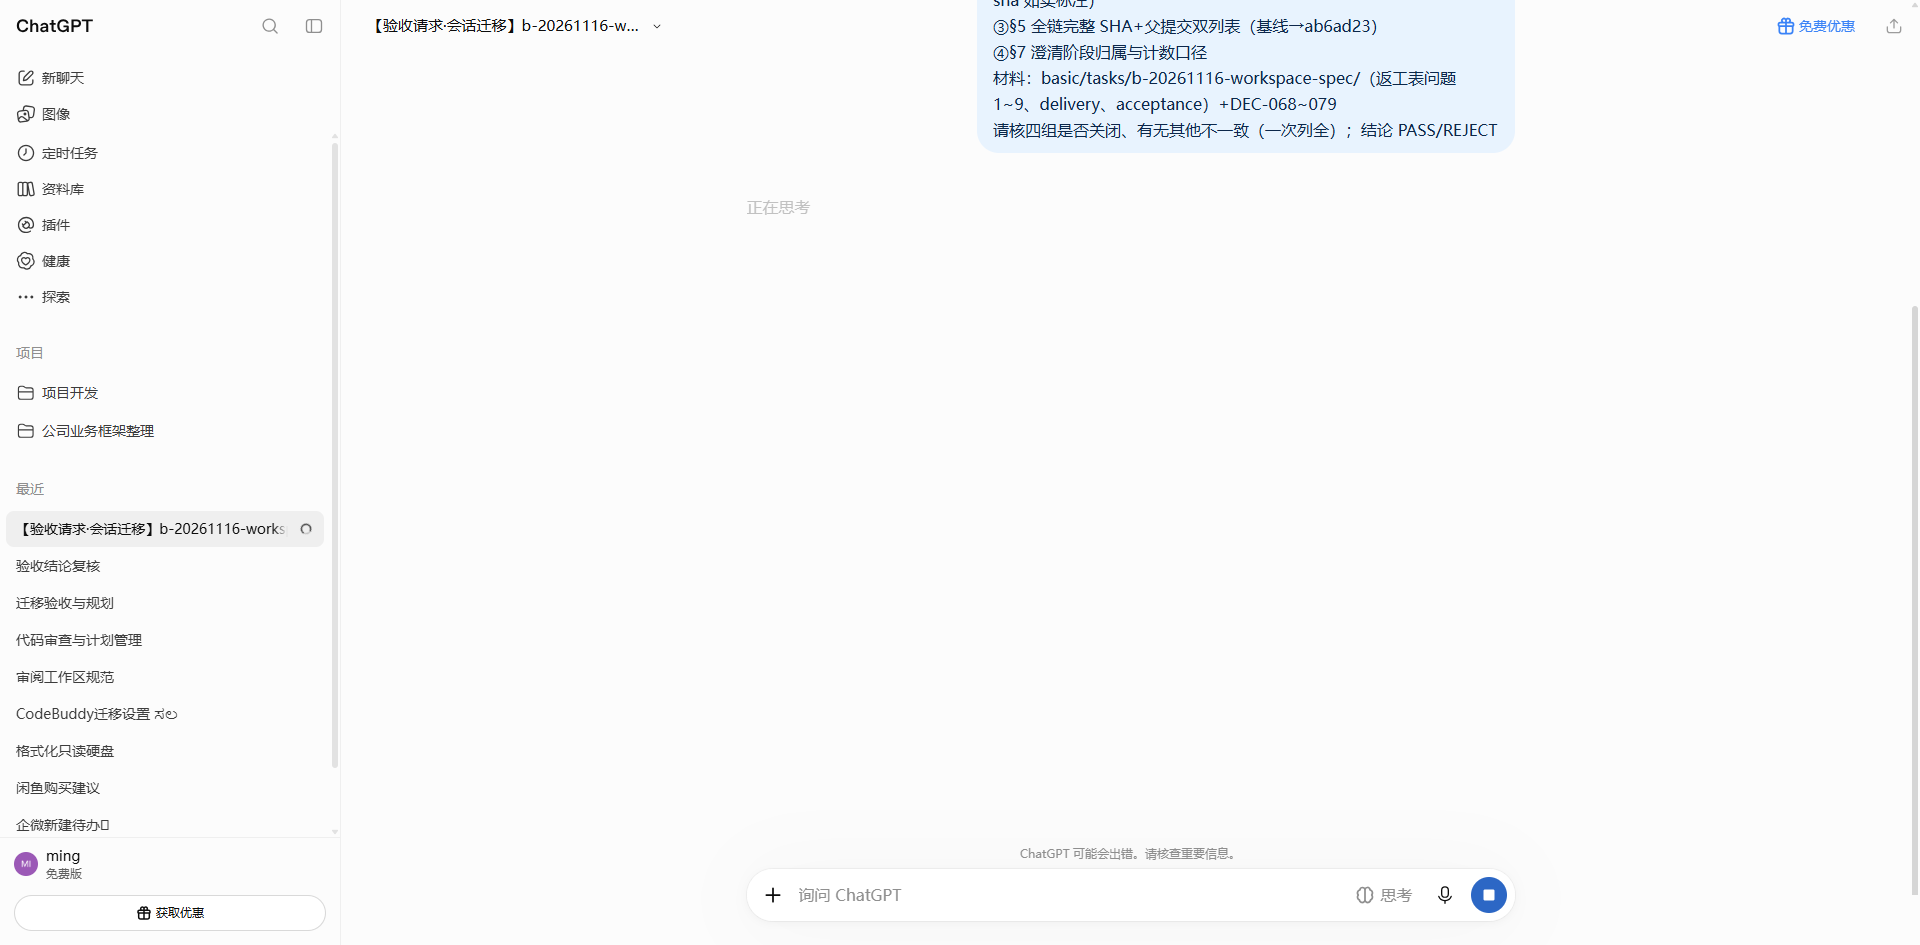 ChatGPT
新聊天
图像
定时任务
资料库
插件
健康
探索
项目
项目开发
公司业务框架整理
最近
【验收请求·会话迁移】b-20261116-works
验收结论复核
迁移验收与规划
代码审查与计划管理
审阅工作区规范
CodeBuddy迁移设置
格式化只读硬盘
闲鱼购买建议
企微新建待办
MI
ming
免费版
获取优惠
【验收请求·会话迁移】b-20261116-w...
免费优惠
sha 如实标注）
③§5 全链完整 SHA+父提交双列表（基线→ab6ad23）
④§7 澄清阶段归属与计数口径
材料：basic/tasks/b-20261116-workspace-spec/（返工表问题
1~9、delivery、acceptance）+DEC-068~079
请核四组是否关闭、有无其他不一致（一次列全）；结论 PASS/REJECT
正在思考
ChatGPT 可能会出错。请核查重要信息。
询问 ChatGPT
思考